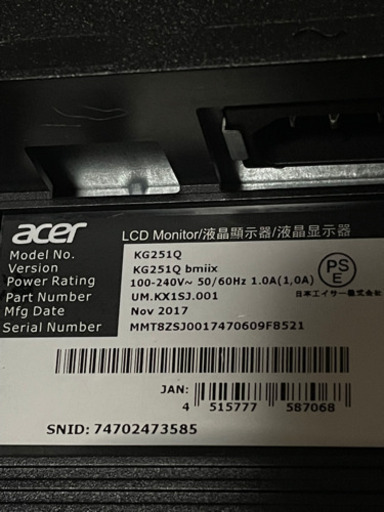 acer LCD Monitor/液晶顯示器/液晶显示器
Model No. KG251Q
Version KG251Q bmiix
Power Rating 100-240V~ 50/60Hz 1.0A(1,0A)
Part Number UM.KX1SJ.001
Mfg Date Nov 2017
Serial Number MMT8ZSJ0017470609F8521
PS
E
日本エイサー株式会社
JAN:
4 515777 587068
SNID: 74702473585